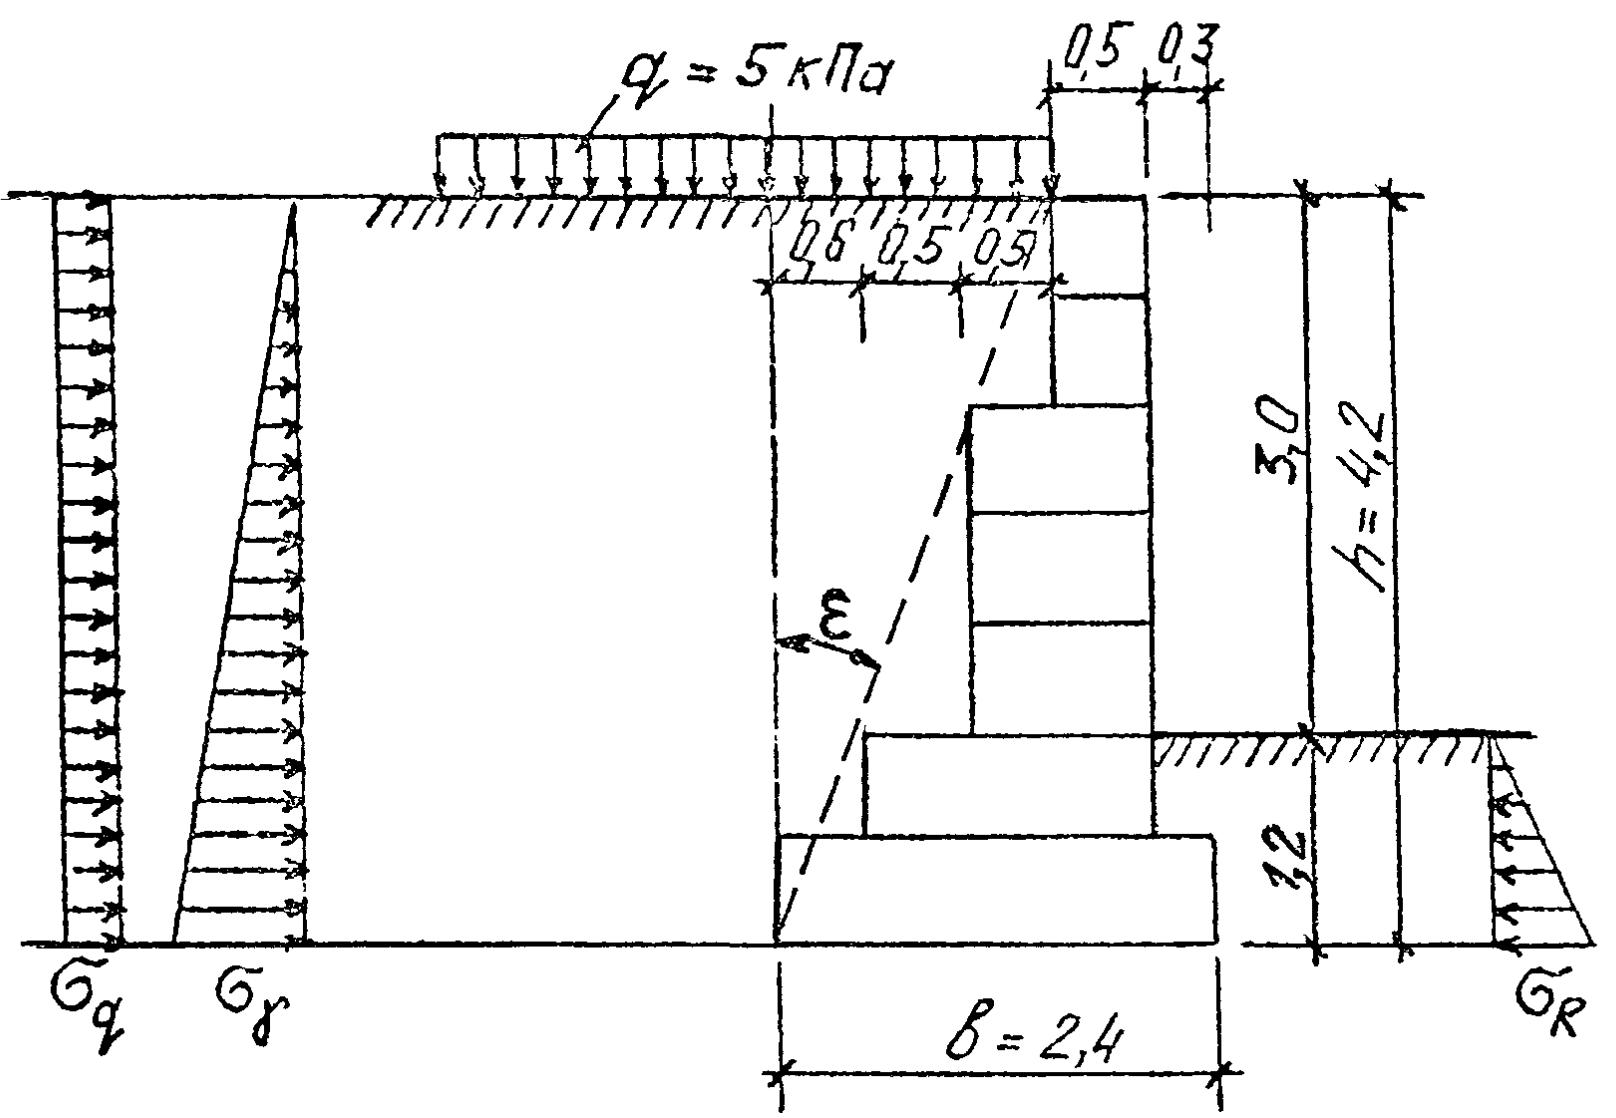 0,5 0,3
q = 5 кПа
0,6 0,5 0,5
3,0
h = 4,2
ε
1,2
σq
σγ
σR
в = 2,4